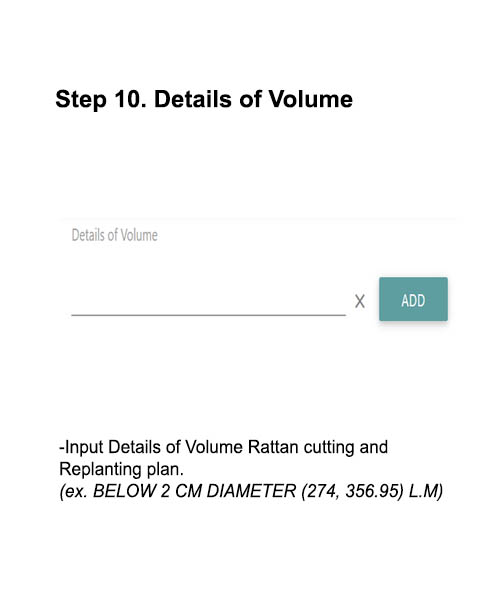 Step 10. Details of Volume
Details of Volume
X ADD
-Input Details of Volume Rattan cutting and
Replanting plan.
(ex. BELOW 2 CM DIAMETER (274, 356.95) L.M)